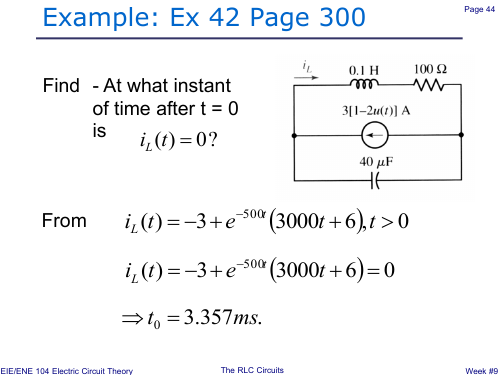 Page 44
Example: Ex 42 Page 300
Find - At what instant
of time after t = 0
is i_L(t) = 0?
i_L
0.1 H
100 Ω
3[1–2u(t)] A
40 μF
From i_L(t) = −3 + e^{−500t}(3000t + 6), t > 0
i_L(t) = −3 + e^{−500t}(3000t + 6) = 0
⇒ t_0 = 3.357ms.
EIE/ENE 104 Electric Circuit Theory
The RLC Circuits
Week #9